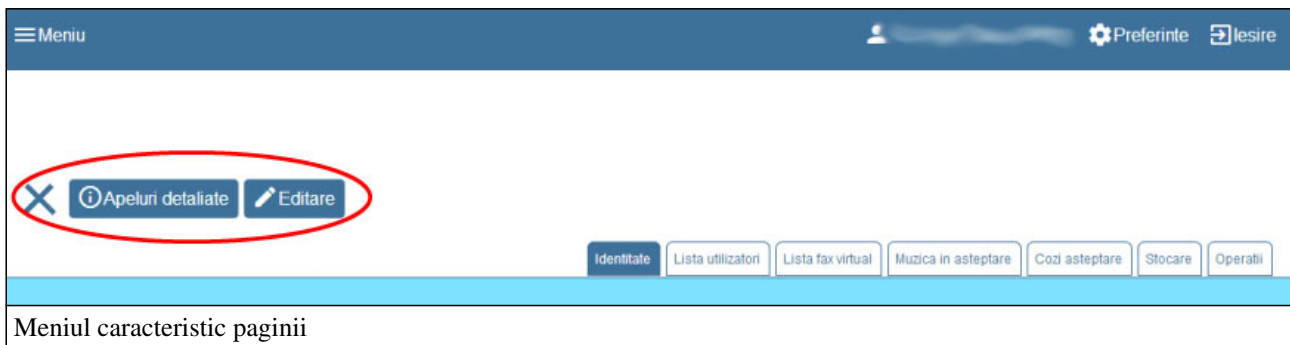 Meniu Preferinte Iesire
Apeluri detaliate Editare
Identitate Lista utilizatori Lista fax virtual Muzica in asteptare Cozi asteptare Stocare Operatii
Meniul caracteristic paginii